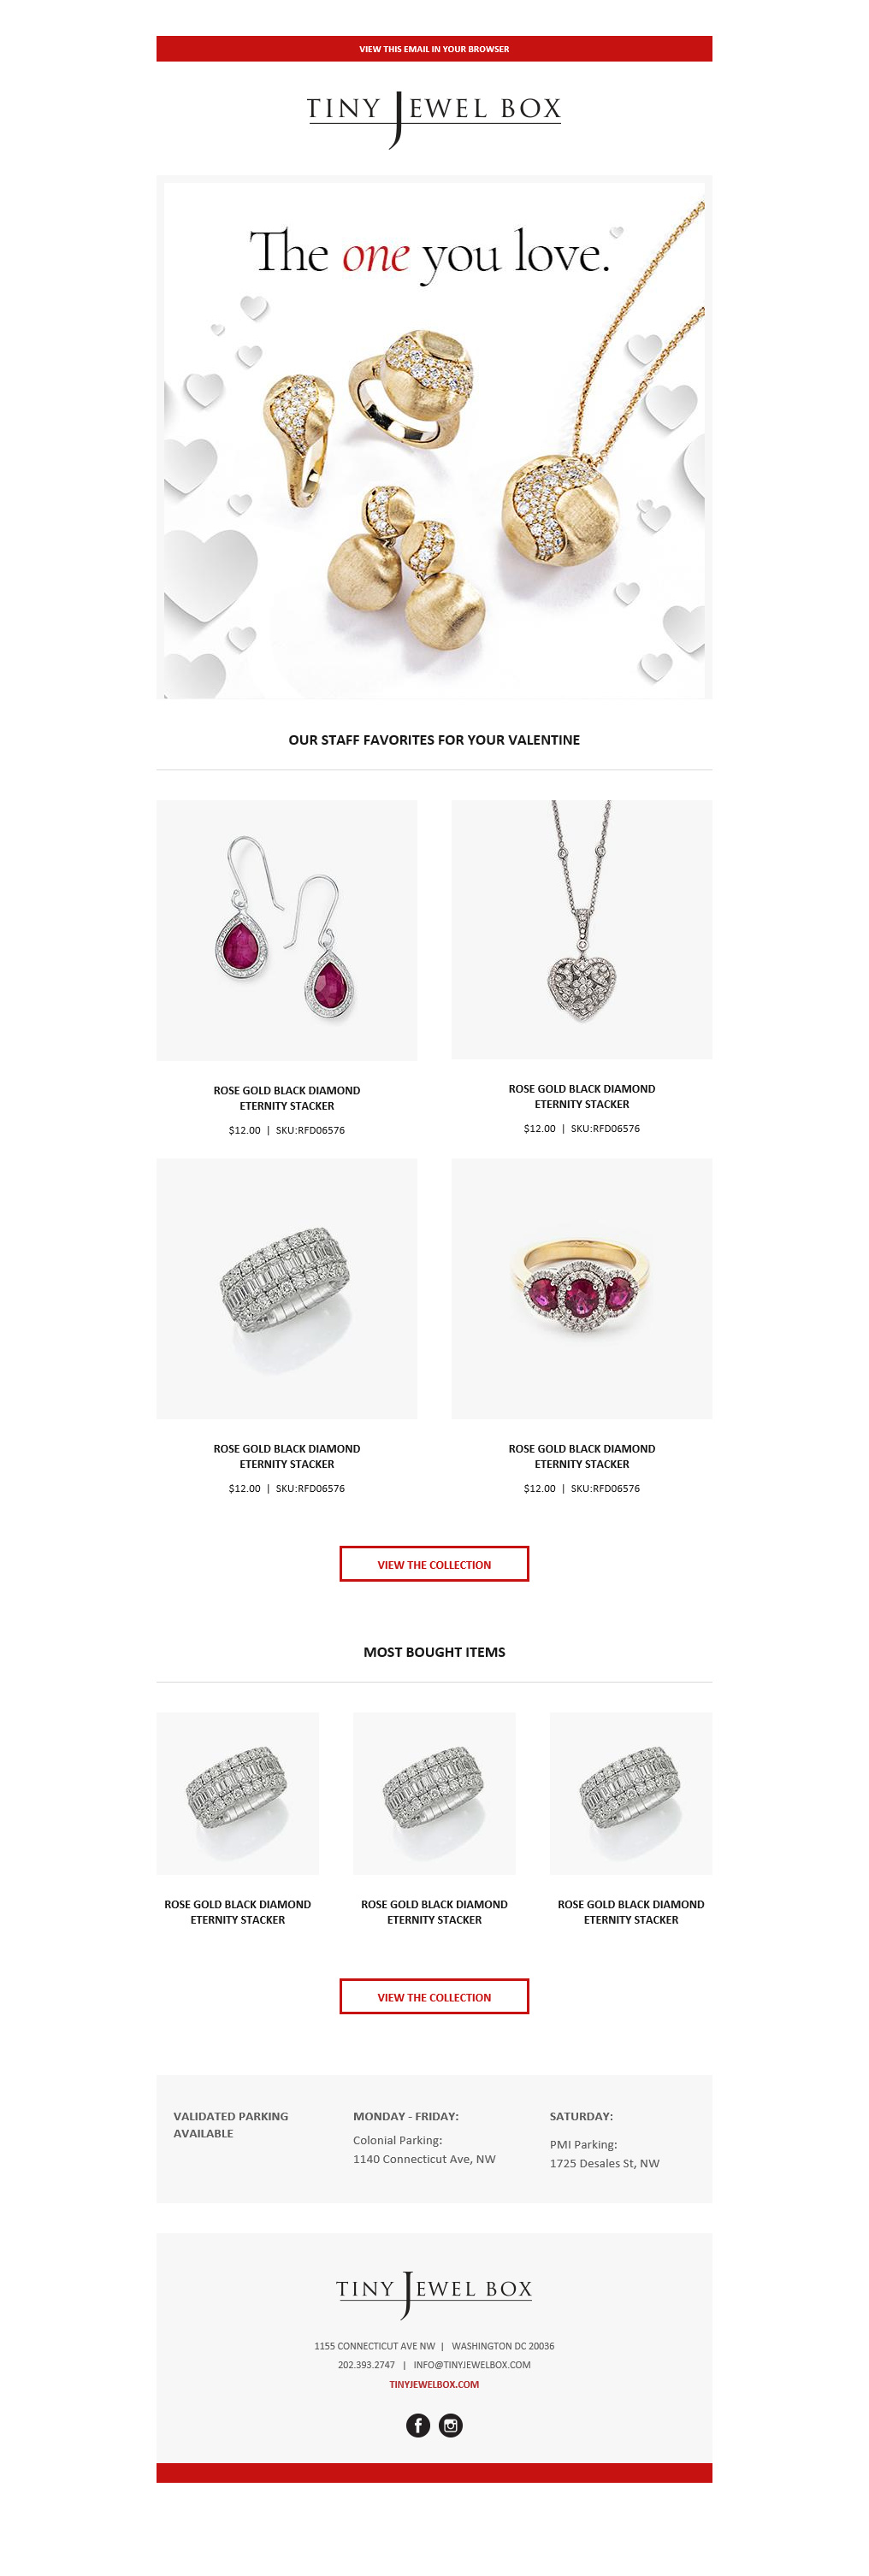 VIEW THIS EMAIL IN YOUR BROWSER
TINY JEWEL BOX
The one you love.
OUR STAFF FAVORITES FOR YOUR VALENTINE
ROSE GOLD BLACK DIAMOND
ETERNITY STACKER
$12.00 | SKU:RFD06576
ROSE GOLD BLACK DIAMOND
ETERNITY STACKER
$12.00 | SKU:RFD06576
ROSE GOLD BLACK DIAMOND
ETERNITY STACKER
$12.00 | SKU:RFD06576
ROSE GOLD BLACK DIAMOND
ETERNITY STACKER
$12.00 | SKU:RFD06576
VIEW THE COLLECTION
MOST BOUGHT ITEMS
ROSE GOLD BLACK DIAMOND
ETERNITY STACKER
ROSE GOLD BLACK DIAMOND
ETERNITY STACKER
ROSE GOLD BLACK DIAMOND
ETERNITY STACKER
VIEW THE COLLECTION
VALIDATED PARKING
AVAILABLE
MONDAY - FRIDAY:
Colonial Parking:
1140 Connecticut Ave, NW
SATURDAY:
PMI Parking:
1725 Desales St, NW
TINY JEWEL BOX
1155 CONNECTICUT AVE NW | WASHINGTON DC 20036
202.393.2747 | INFO@TINYJEWELBOX.COM
TINYJEWELBOX.COM